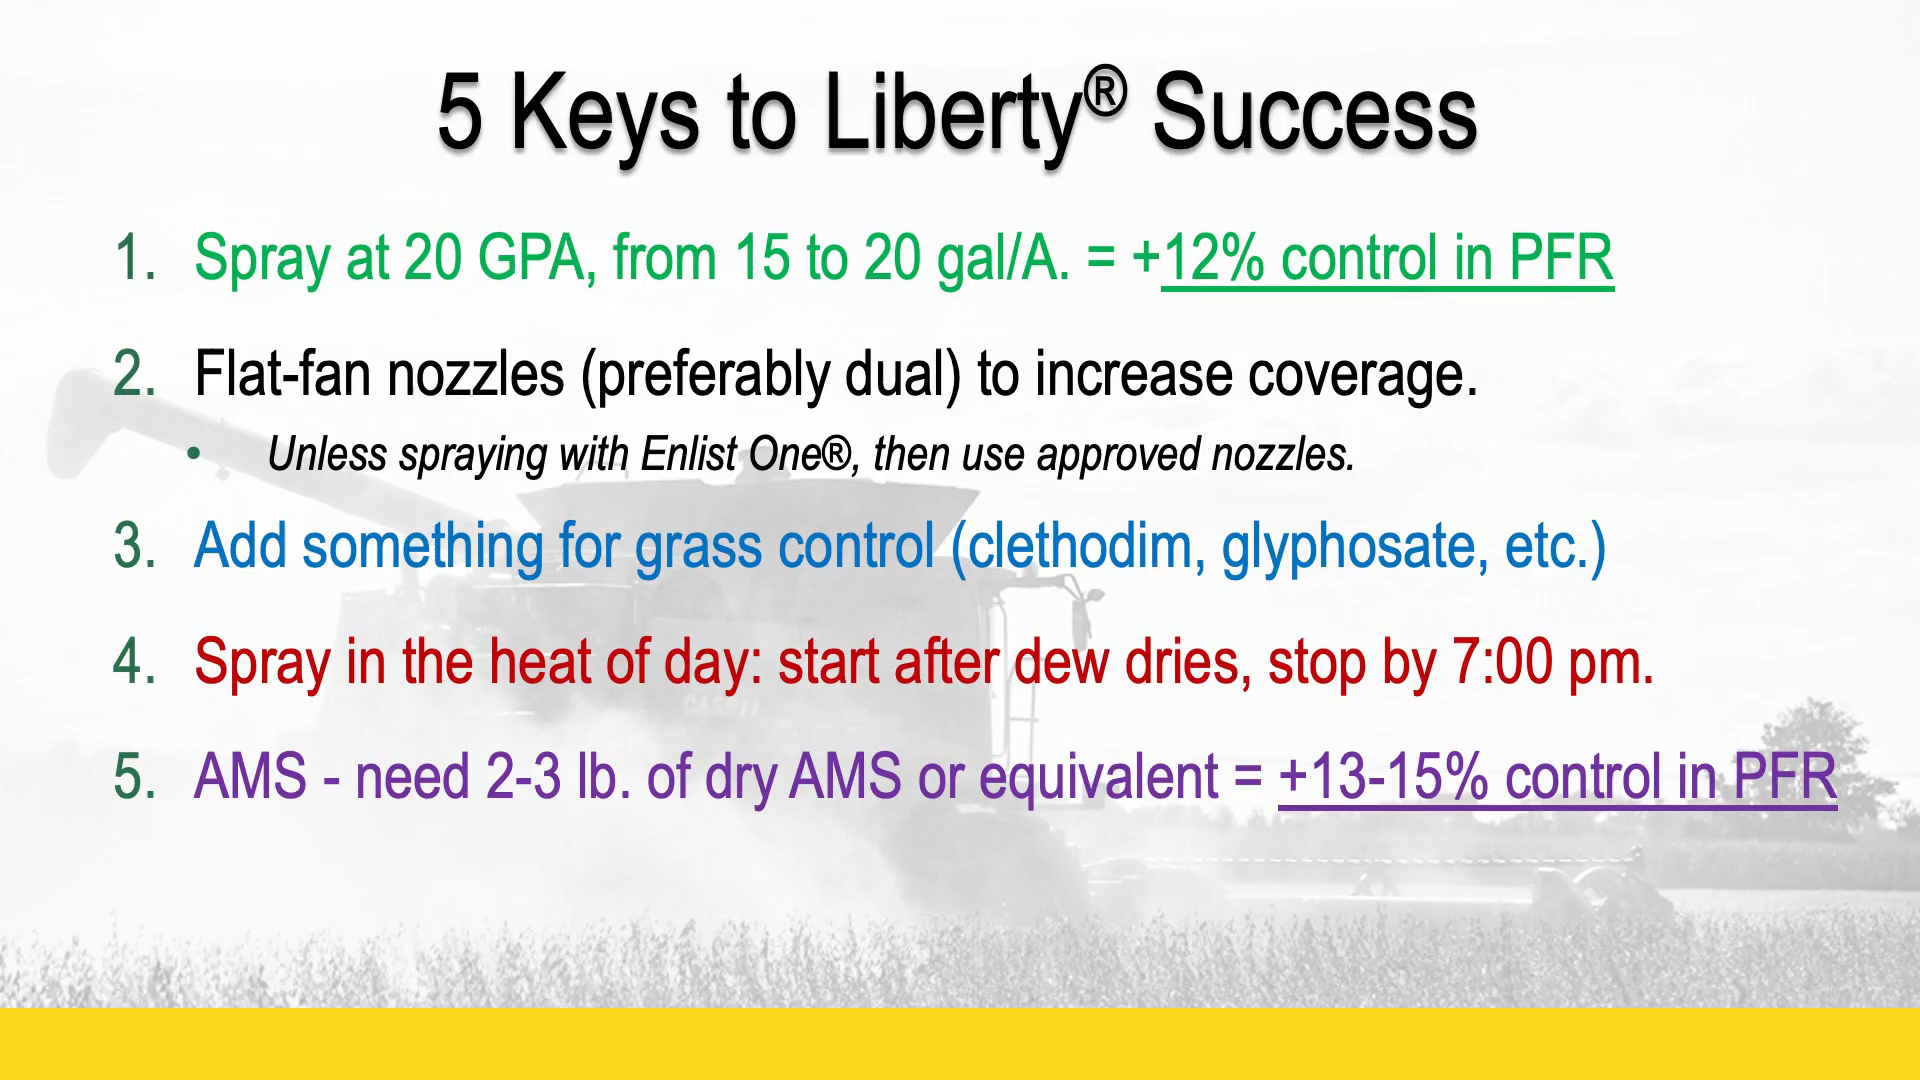 5 Keys to Liberty® Success
1. Spray at 20 GPA, from 15 to 20 gal/A. = +12% control in PFR
2. Flat-fan nozzles (preferably dual) to increase coverage.
• Unless spraying with Enlist One®, then use approved nozzles.
3. Add something for grass control (clethodim, glyphosate, etc.)
4. Spray in the heat of day: start after dew dries, stop by 7:00 pm.
5. AMS - need 2-3 lb. of dry AMS or equivalent = +13-15% control in PFR